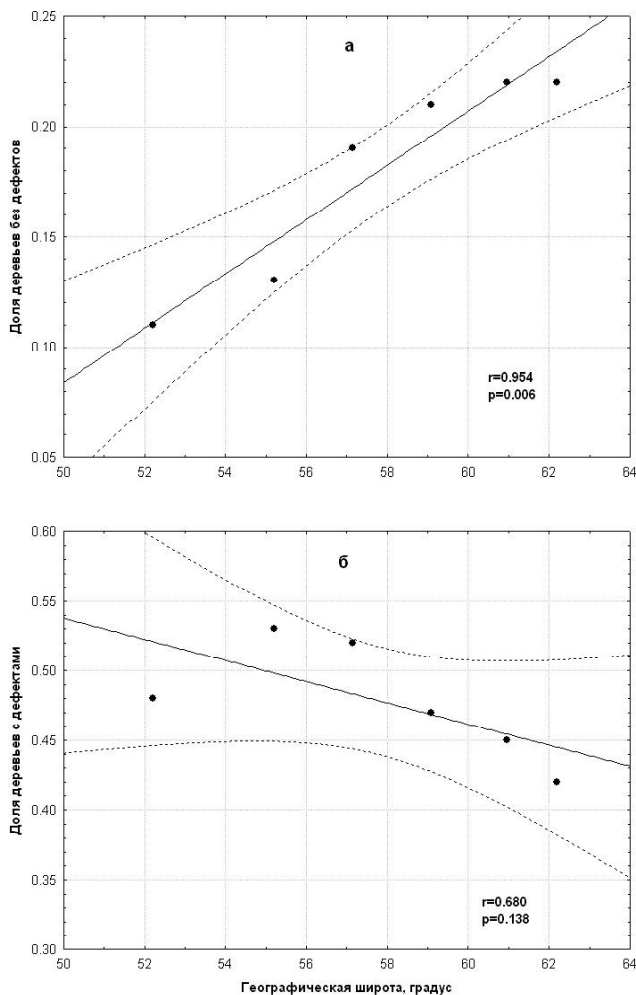 а
0.25
0.20
0.15
0.10
0.05
Доля деревьев без дефектов
r=0.954
p=0.006
50 52 54 56 58 60 62 64
б
0.60
0.55
0.50
0.45
0.40
0.35
0.30
Доля деревьев с дефектами
r=0.680
p=0.138
50 52 54 56 58 60 62 64
Географическая широта, градус